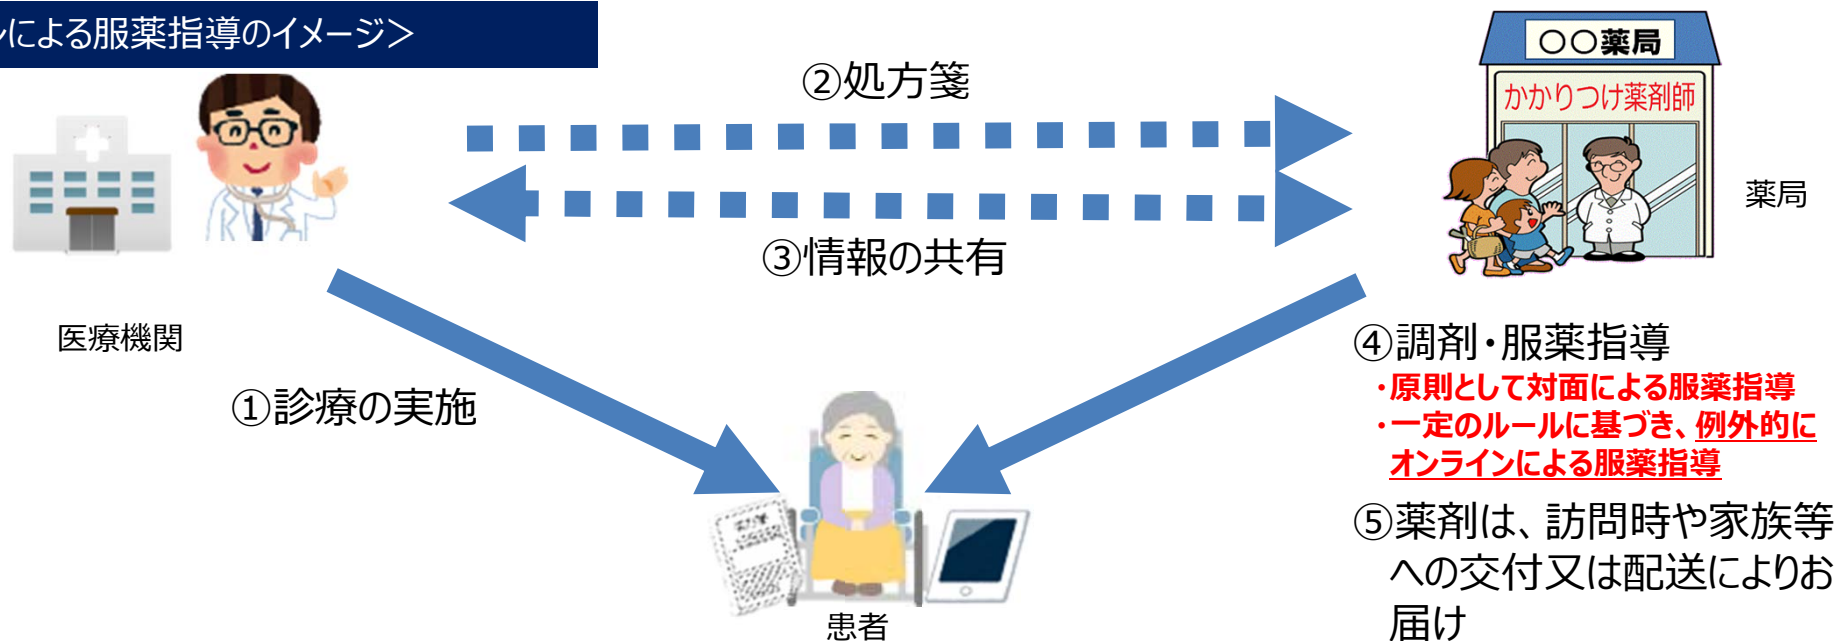 ンによる服薬指導のイメージ＞
②処方箋
〇〇薬局
かかりつけ薬剤師
薬局
③情報の共有
医療機関
①診療の実施
④調剤・服薬指導
・原則として対面による服薬指導
・一定のルールに基づき、例外的に
オンラインによる服薬指導
⑤薬剤は、訪問時や家族等
への交付又は配送によりお
届け
患者